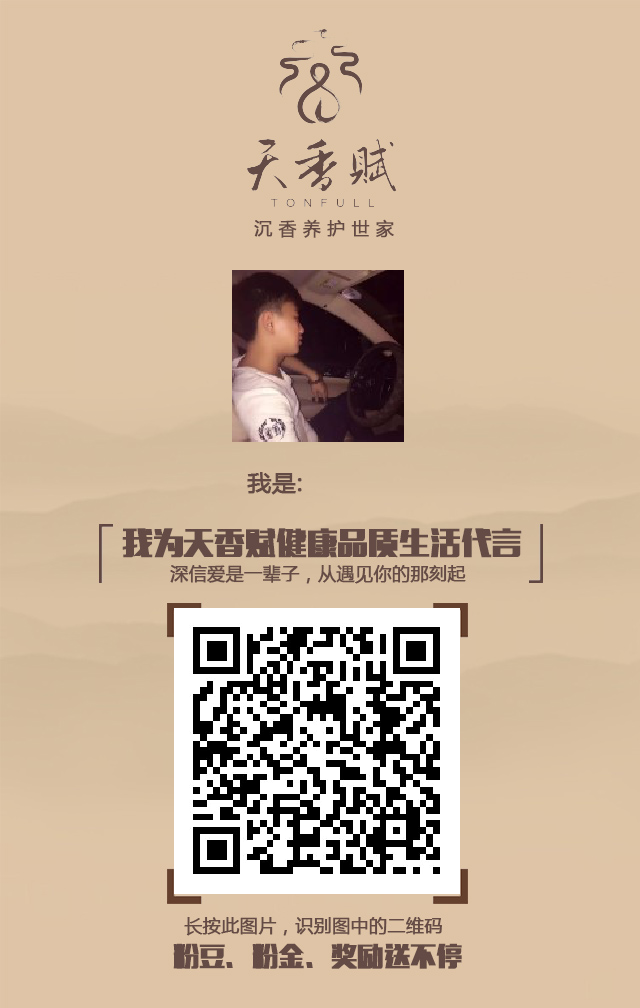 天香赋
TONFULL
沉香养护世家
我是:
我为天香赋健康品质生活代言
深信爱是一辈子，从遇见你的那刻起
长按此图片，识别图中的二维码
粉豆、粉金、奖励送不停